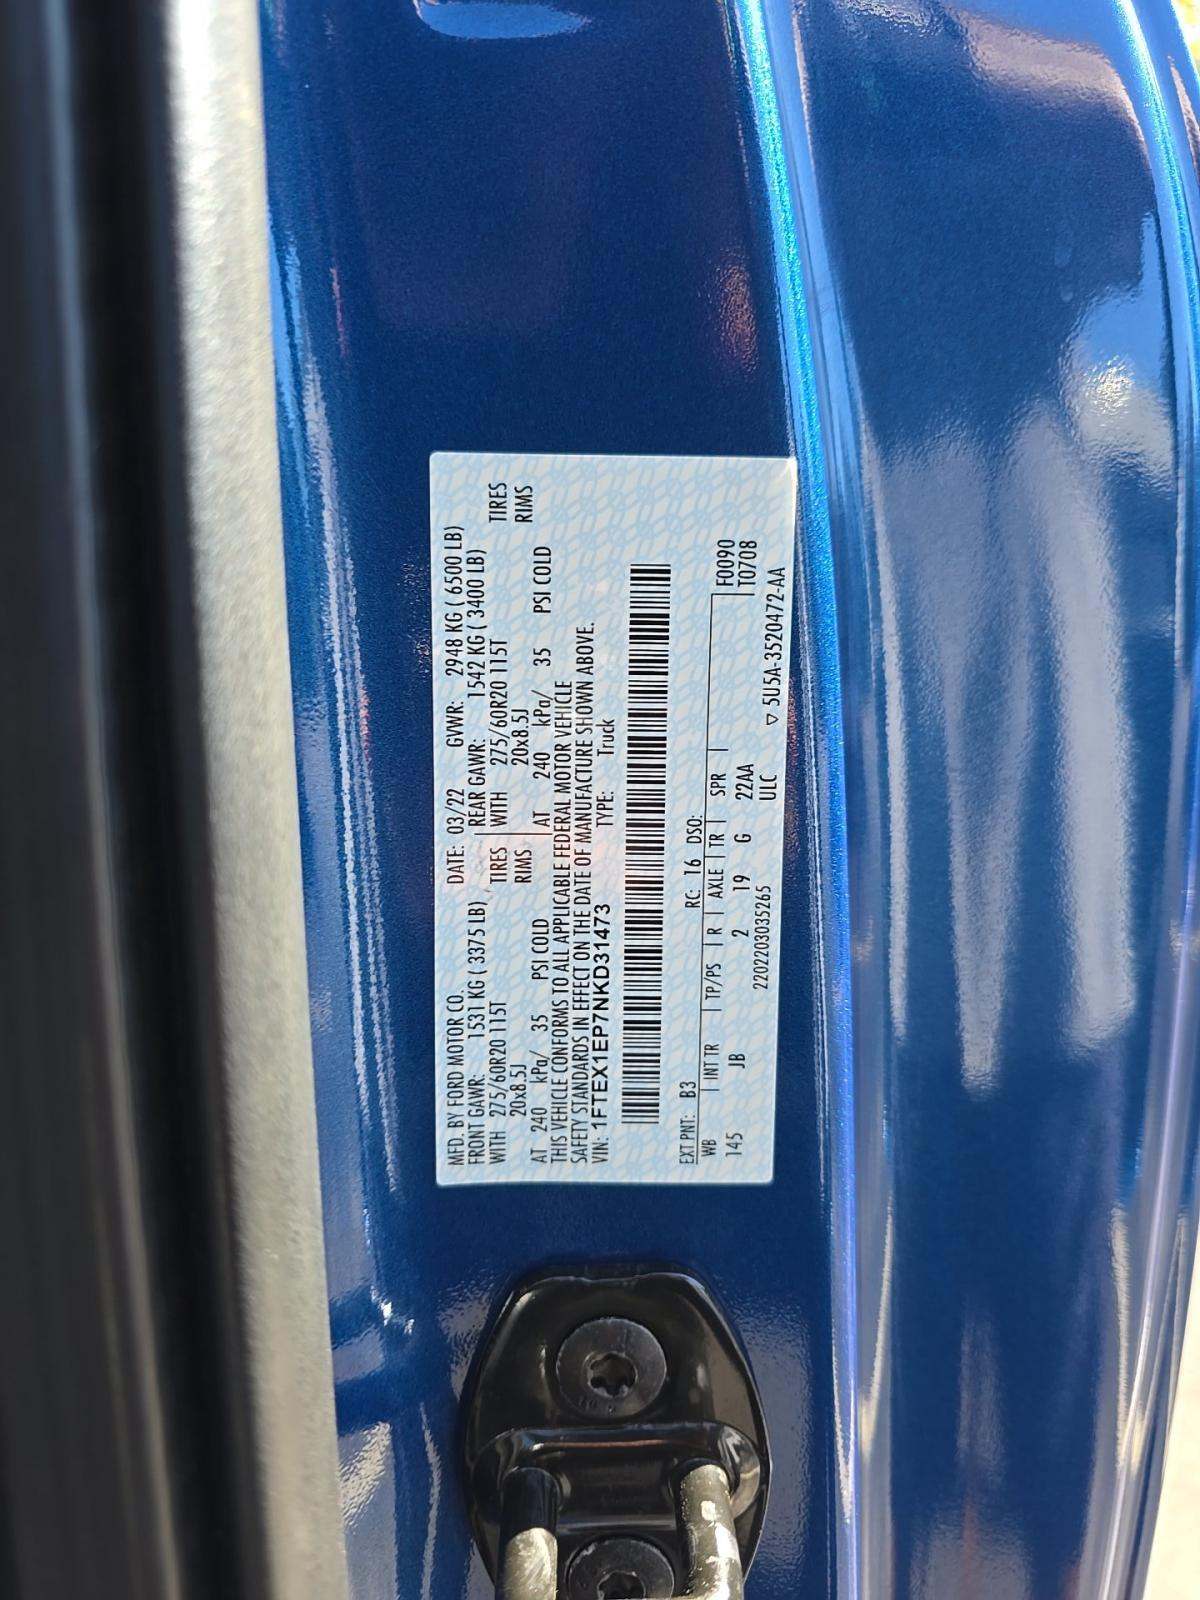 MFD. BY FORD MOTOR CO. DATE: 03/22 GVWR: 2948 KG ( 6500 LB)
FRONT GAWR: 1531 KG ( 3375 LB) REAR GAWR: 1542 KG ( 3400 LB)
WITH 275/60R20 115T TIRES WITH 275/60R20 115T TIRES
20x8.5J RIMS 20x8.5J RIMS
AT 240 kPa/ 35 PSI COLD AT 240 kPa/ 35 PSI COLD
THIS VEHICLE CONFORMS TO ALL APPLICABLE FEDERAL MOTOR VEHICLE
SAFETY STANDARDS IN EFFECT ON THE DATE OF MANUFACTURE SHOWN ABOVE.
VIN: 1FTEX1EP7NKD31473 TYPE: Truck
EXT PNT: B3 RC: 16 DSO:
WB INT TR TP/PS R AXLE TR SPR F0090
145 JB 2 19 G 22AA T0708
2202203035265 ULC ▽ 5U5A-3520472-AA